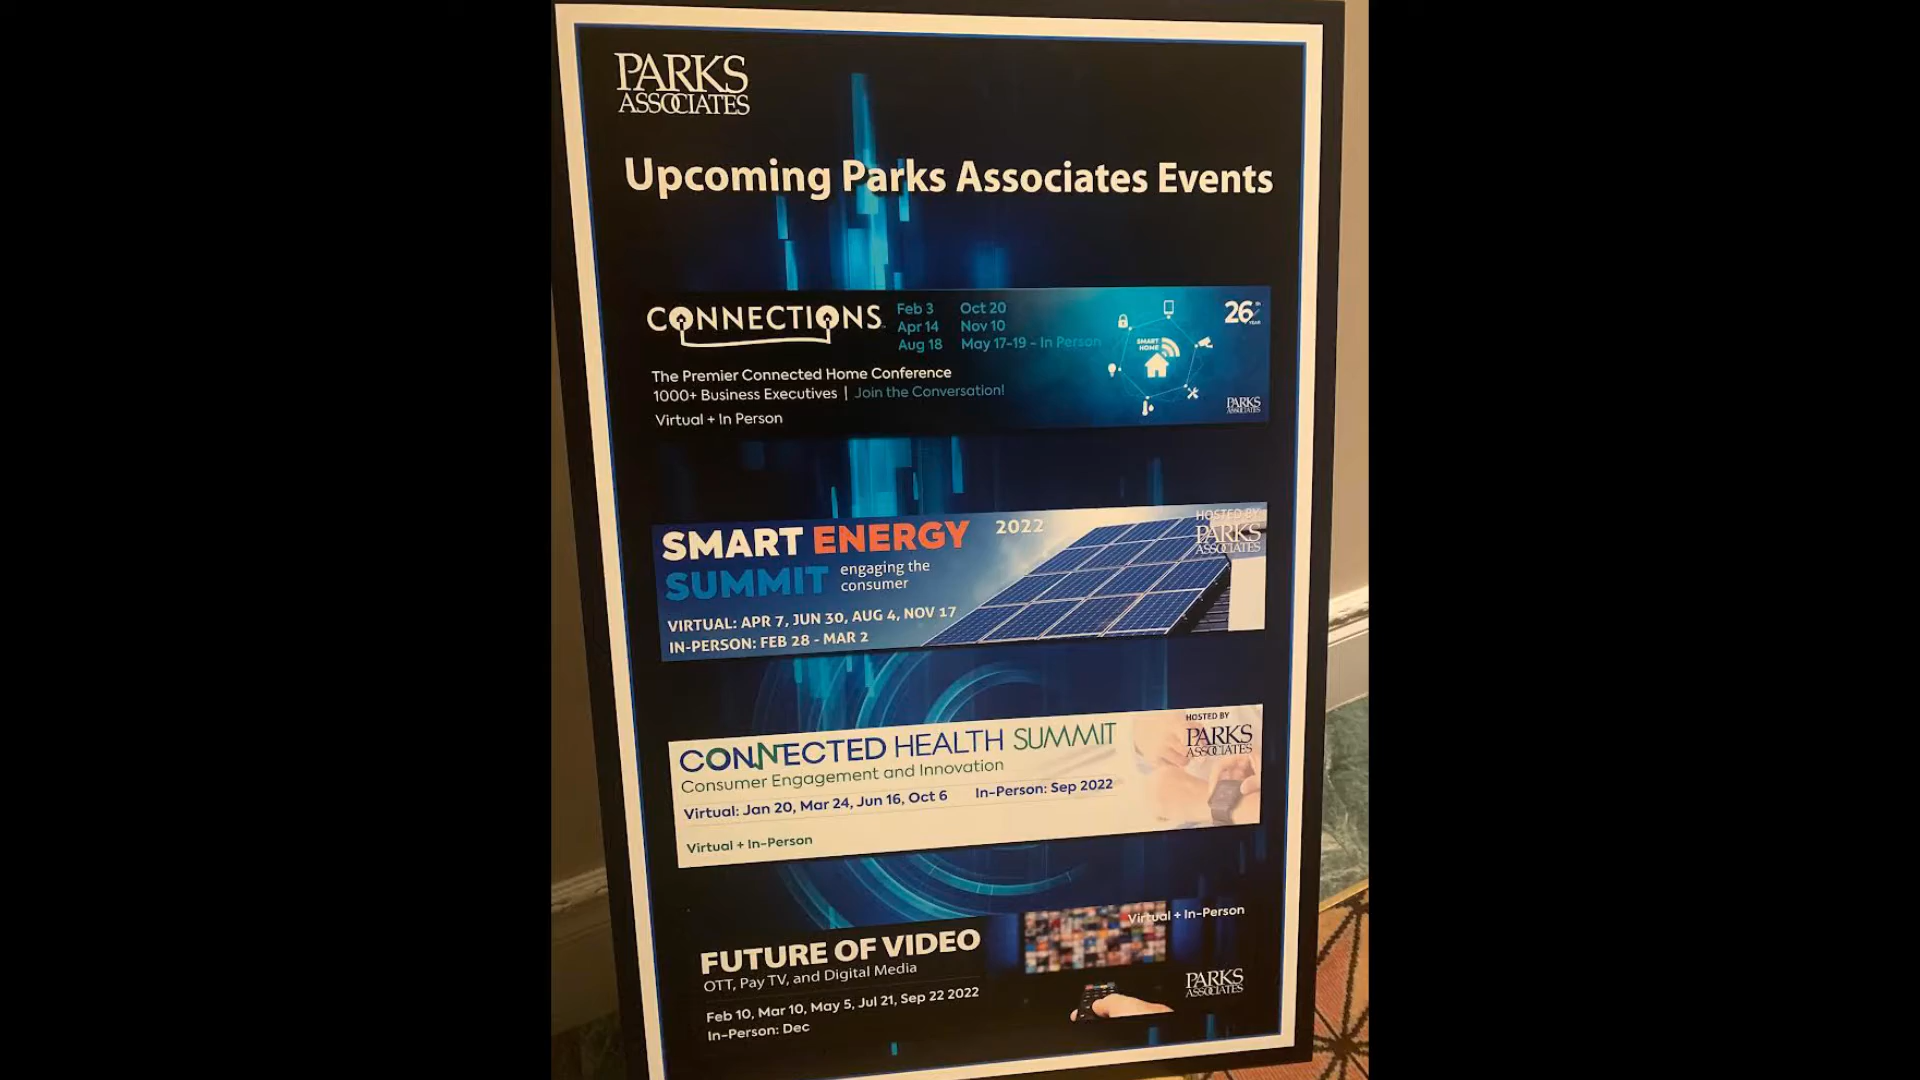 PARKS
ASSOCIATES
Upcoming Parks Associates Events
CONNECTIONS
Feb 3 Oct 20
Apr 14 Nov 10
Aug 18 May 17-19 - In Person
The Premier Connected Home Conference
1000+ Business Executives | Join the Conversation!
Virtual + In Person
SMART HOME
26th YEAR
PARKS
ASSOCIATES
SMART ENERGY
SUMMIT
2022
engaging the
consumer
VIRTUAL: APR 7, JUN 30, AUG 4, NOV 17
IN-PERSON: FEB 28 - MAR 2
HOSTED BY:
PARKS
ASSOCIATES
CONNECTED HEALTH SUMMIT
Consumer Engagement and Innovation
Virtual: Jan 20, Mar 24, Jun 16, Oct 6 In-Person: Sep 2022
Virtual + In-Person
HOSTED BY
PARKS
ASSOCIATES
Virtual + In-Person
FUTURE OF VIDEO
OTT, Pay TV, and Digital Media
Feb 10, Mar 10, May 5, Jul 21, Sep 22 2022
In-Person: Dec
PARKS
ASSOCIATES